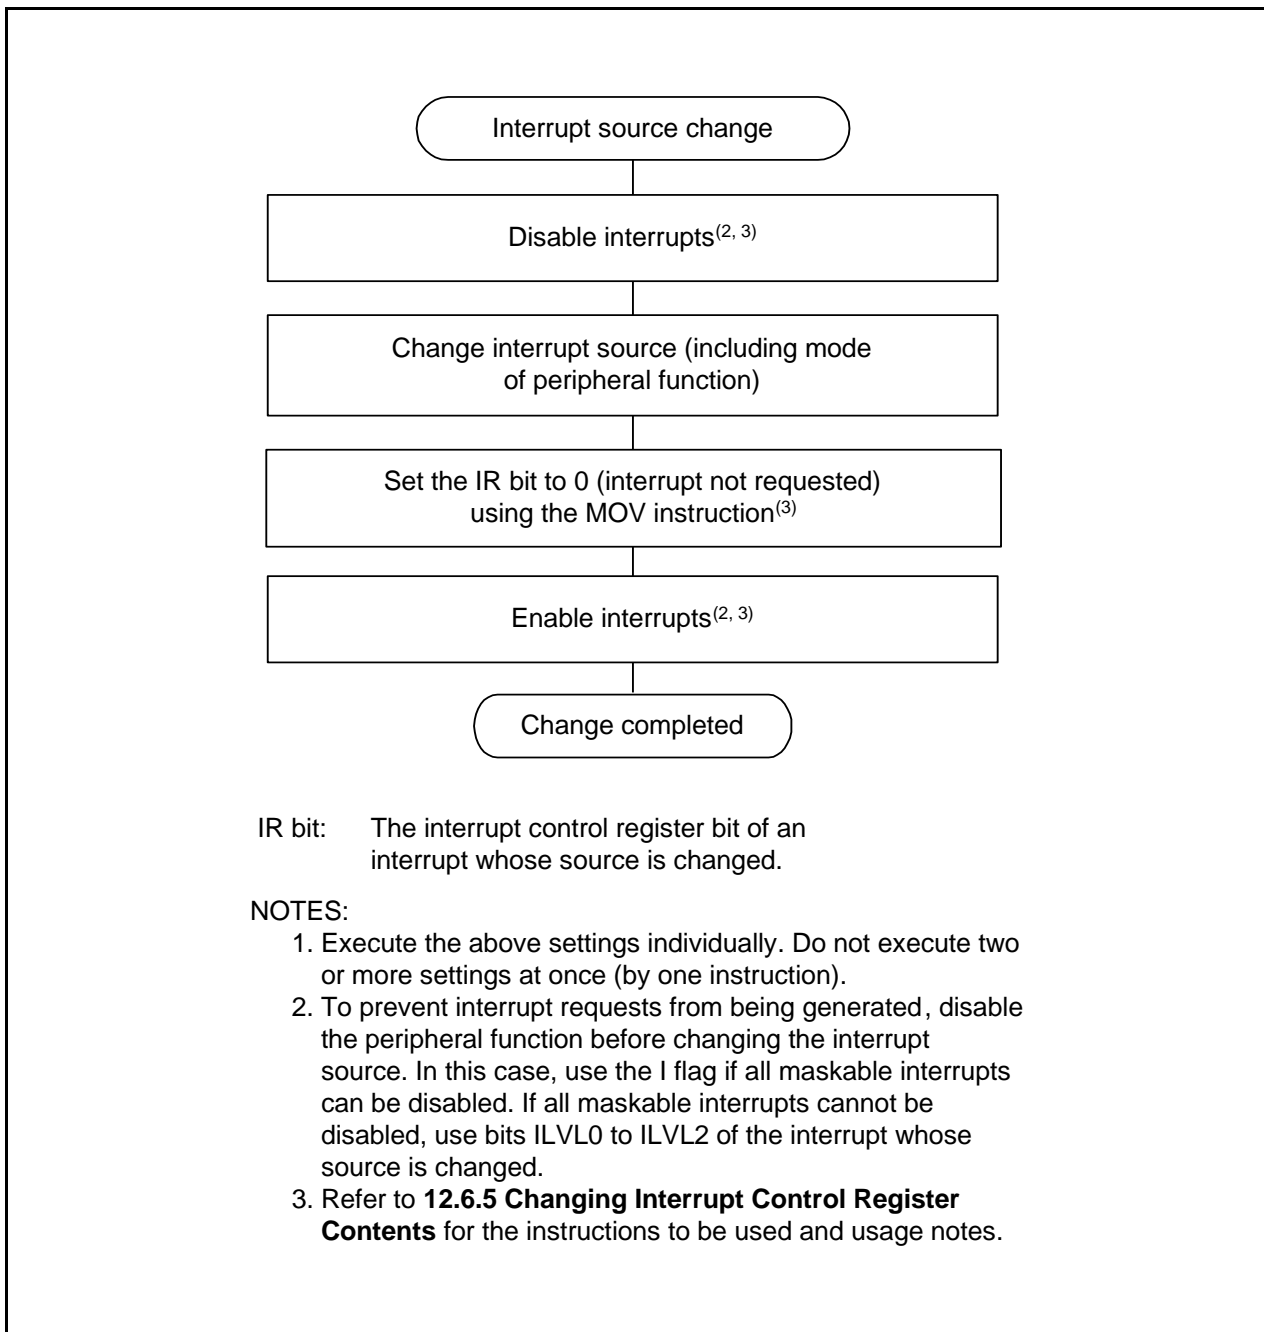 Interrupt source change
Disable interrupts(2, 3)
Change interrupt source (including mode
of peripheral function)
Set the IR bit to 0 (interrupt not requested)
using the MOV instruction(3)
Enable interrupts(2, 3)
Change completed
IR bit: The interrupt control register bit of an
interrupt whose source is changed.
NOTES:
1. Execute the above settings individually. Do not execute two
or more settings at once (by one instruction).
2. To prevent interrupt requests from being generated, disable
the peripheral function before changing the interrupt
source. In this case, use the I flag if all maskable interrupts
can be disabled. If all maskable interrupts cannot be
disabled, use bits ILVL0 to ILVL2 of the interrupt whose
source is changed.
3. Refer to 12.6.5 Changing Interrupt Control Register
Contents for the instructions to be used and usage notes.